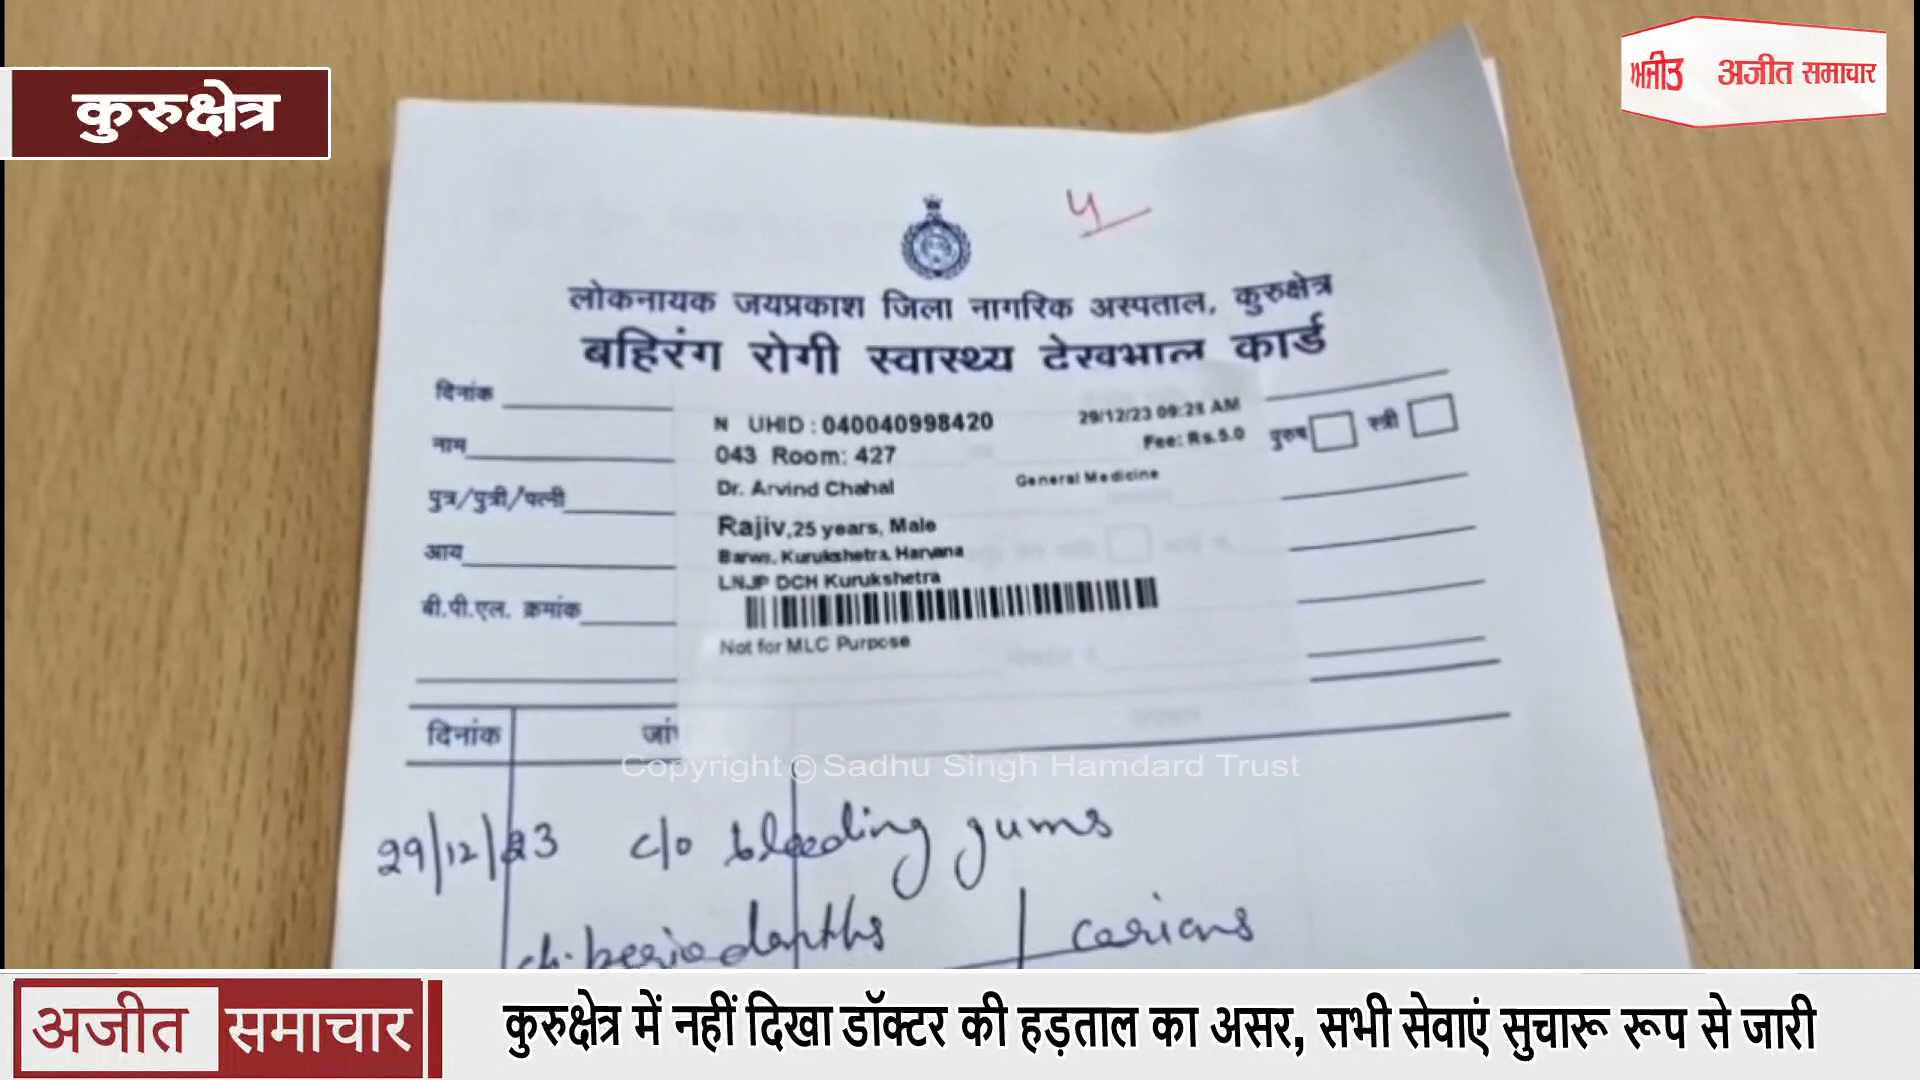 कुरुक्षेत्र
ਅਜੀਤ अजीत समाचार
५
लोकनायक जयप्रकाश जिला नागरिक अस्पताल, कुरुक्षेत्र
बहिरंग रोगी स्वास्थ्य देखभाल कार्ड
दिनांक
N UHID : 040040998420 29/12/23 09:28 AM
नाम 043 Room: 427 Fee: Rs.5.0 पुरुष स्त्री
पुत्र/पुत्री/पत्नी Dr. Arvind Chahal General Medicine
Rajiv,25 years, Male
आय Barwa, Kurukshetra, Haryana
LNJP DCH Kurukshetra
बी.पी.एल. क्रमांक
Not for MLC Purpose
दिनांक जां
Copyright © Sadhu Singh Hamdard Trust
29/12/23 c/o bleeding gums
carious
अजीत समाचार
कुरुक्षेत्र में नहीं दिखा डॉक्टर की हड़ताल का असर, सभी सेवाएं सुचारू रूप से जारी